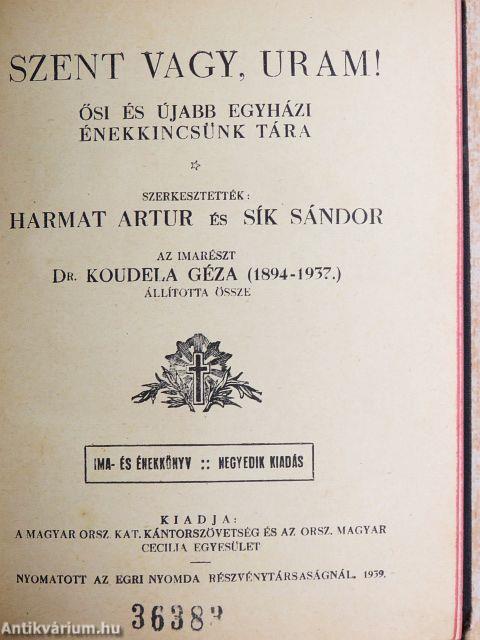 SZENT VAGY, URAM!
ŐSI ÉS ÚJABB EGYHÁZI
ÉNEKKINCSÜNK TÁRA
SZERKESZTETTÉK:
HARMAT ARTUR ÉS SÍK SÁNDOR
AZ IMARÉSZT
DR. KOUDELA GÉZA (1894-1937.)
ÁLLÍTOTTA ÖSSZE
IMA- ÉS ÉNEKKÖNYV :: NEGYEDIK KIADÁS
KIADJA:
A MAGYAR ORSZ. KAT. KÁNTORSZÖVETSÉG ÉS AZ ORSZ. MAGYAR
CECILIA EGYESÜLET
NYOMATOTT AZ EGRI NYOMDA RÉSZVÉNYTÁRSASÁGNÁL. 1939.
36389
Antikvárium.hu